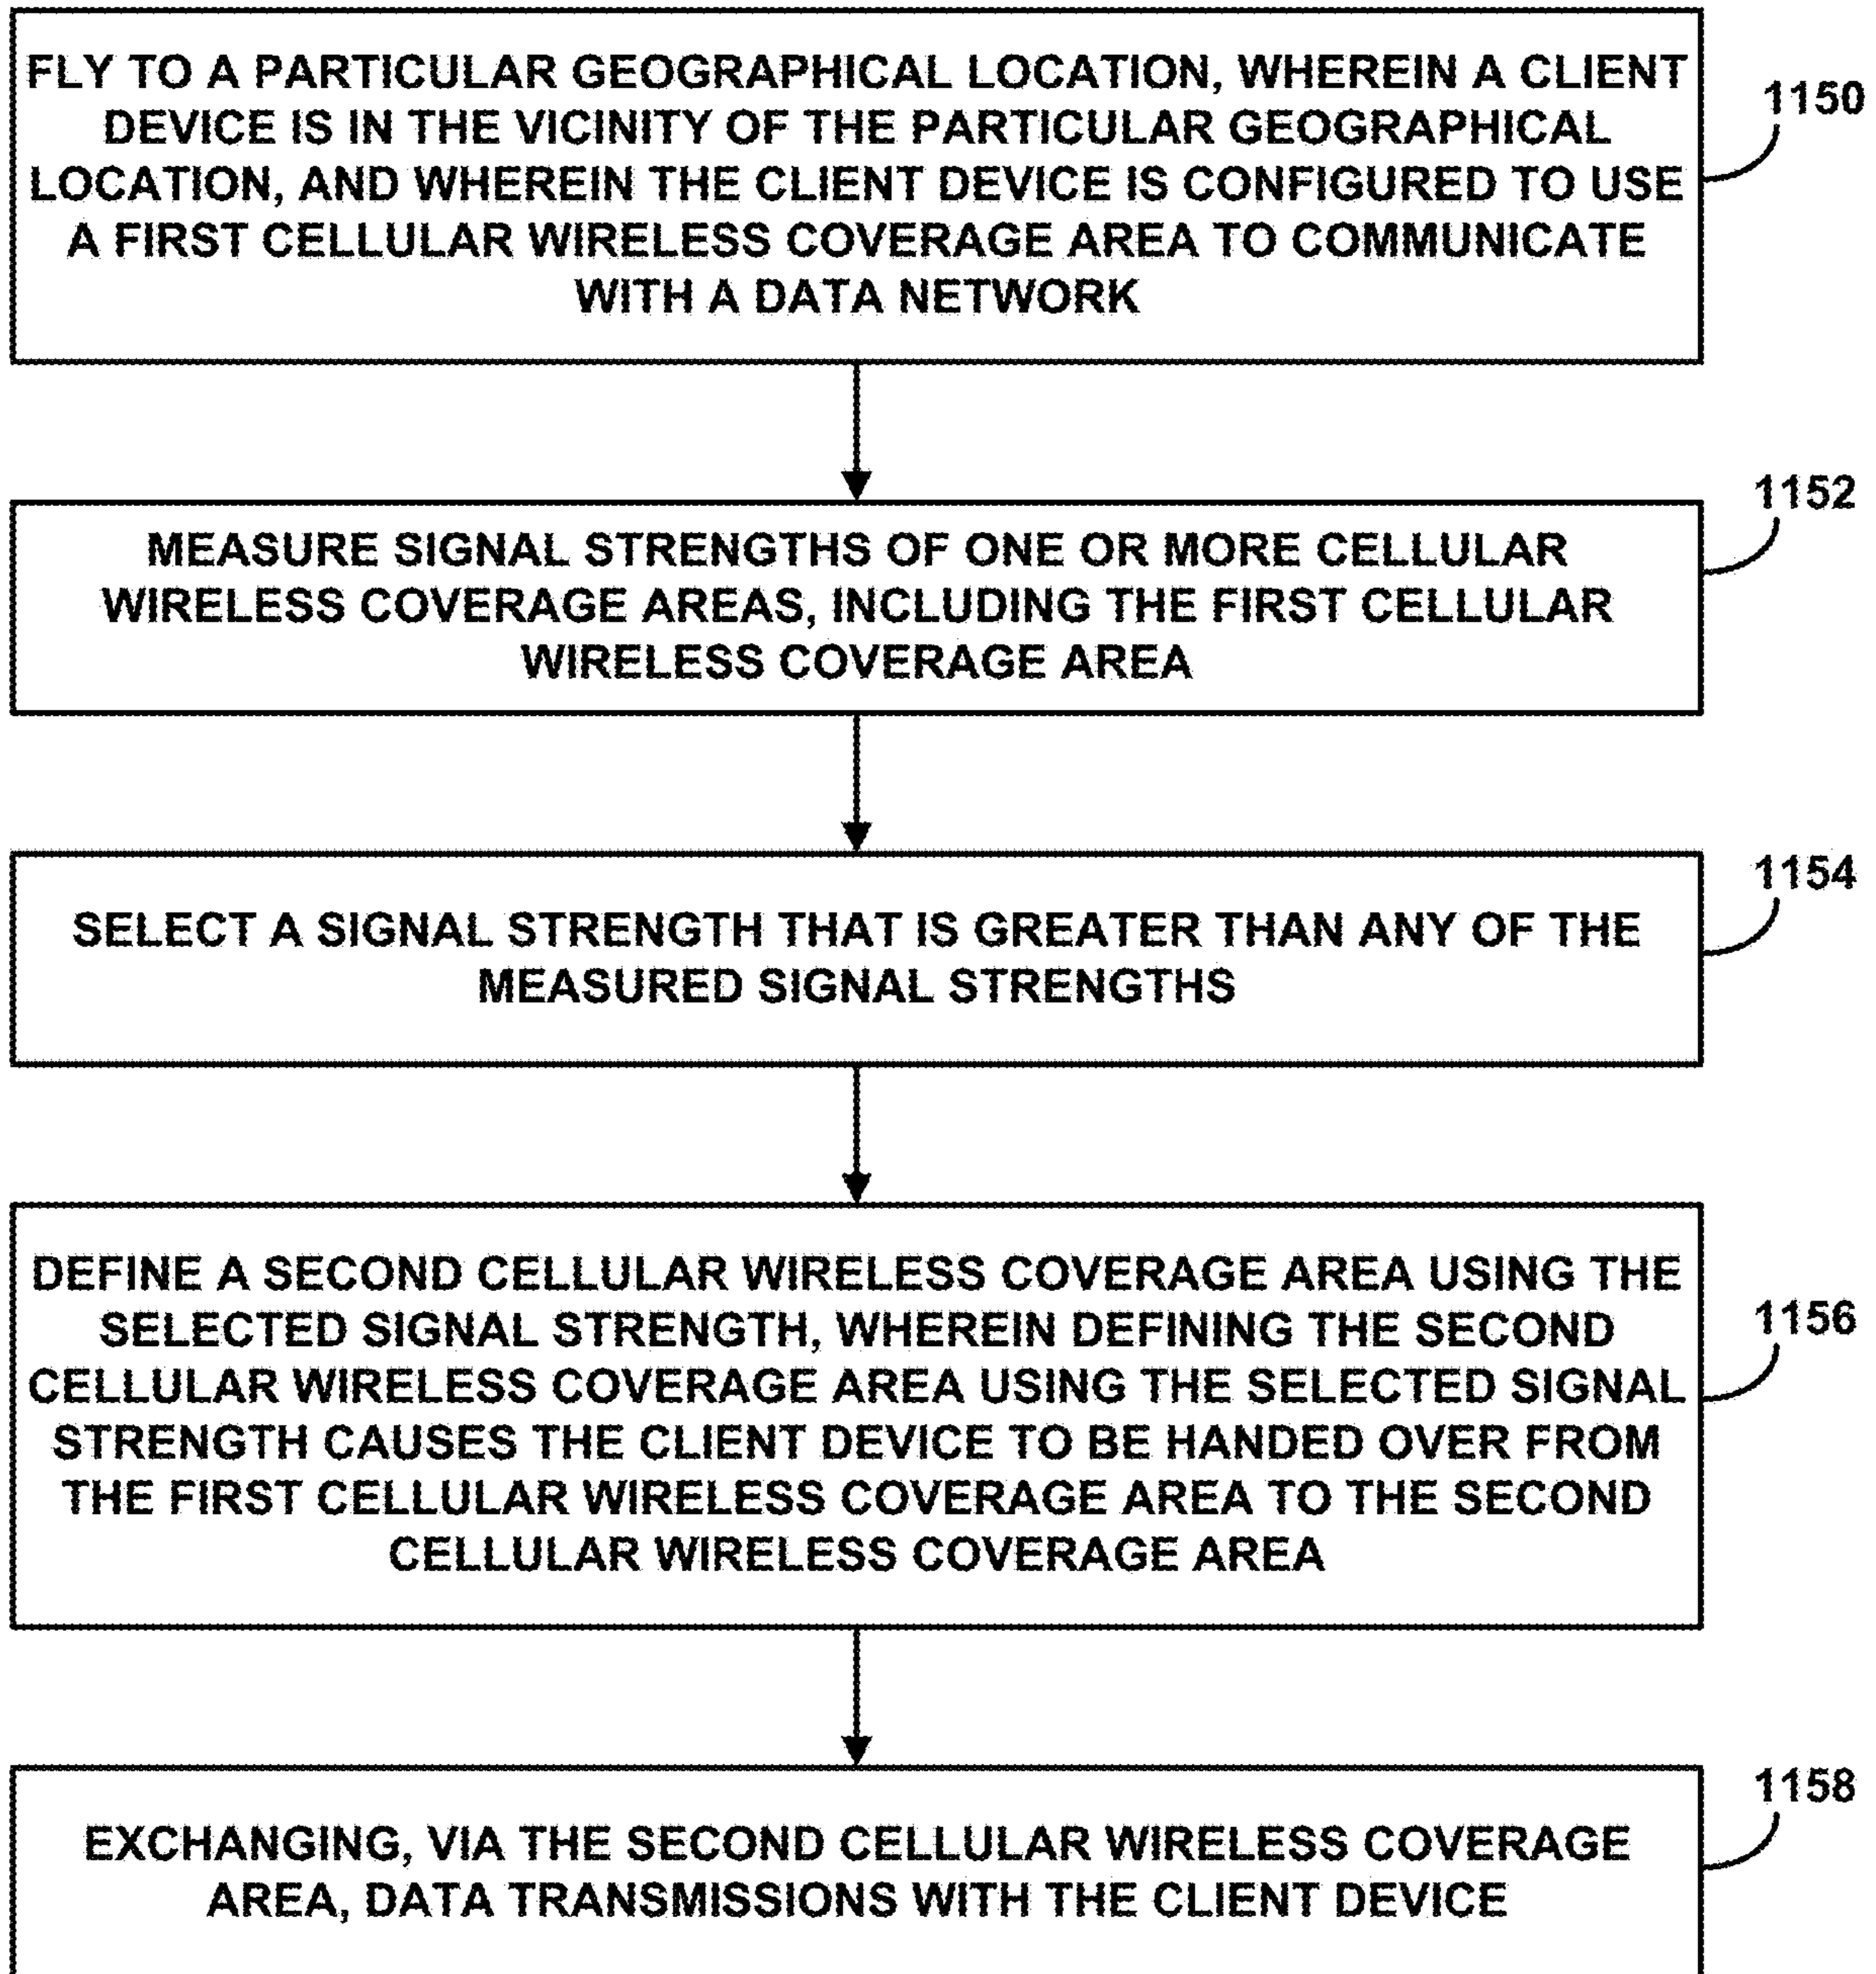 FLY TO A PARTICULAR GEOGRAPHICAL LOCATION, WHEREIN A CLIENT
DEVICE IS IN THE VICINITY OF THE PARTICULAR GEOGRAPHICAL
LOCATION, AND WHEREIN THE CLIENT DEVICE IS CONFIGURED TO USE
A FIRST CELLULAR WIRELESS COVERAGE AREA TO COMMUNICATE
WITH A DATA NETWORK
1150
MEASURE SIGNAL STRENGTHS OF ONE OR MORE CELLULAR
WIRELESS COVERAGE AREAS, INCLUDING THE FIRST CELLULAR
WIRELESS COVERAGE AREA
1152
SELECT A SIGNAL STRENGTH THAT IS GREATER THAN ANY OF THE
MEASURED SIGNAL STRENGTHS
1154
DEFINE A SECOND CELLULAR WIRELESS COVERAGE AREA USING THE
SELECTED SIGNAL STRENGTH, WHEREIN DEFINING THE SECOND
CELLULAR WIRELESS COVERAGE AREA USING THE SELECTED SIGNAL
STRENGTH CAUSES THE CLIENT DEVICE TO BE HANDED OVER FROM
THE FIRST CELLULAR WIRELESS COVERAGE AREA TO THE SECOND
CELLULAR WIRELESS COVERAGE AREA
1156
EXCHANGING, VIA THE SECOND CELLULAR WIRELESS COVERAGE
AREA, DATA TRANSMISSIONS WITH THE CLIENT DEVICE
1158